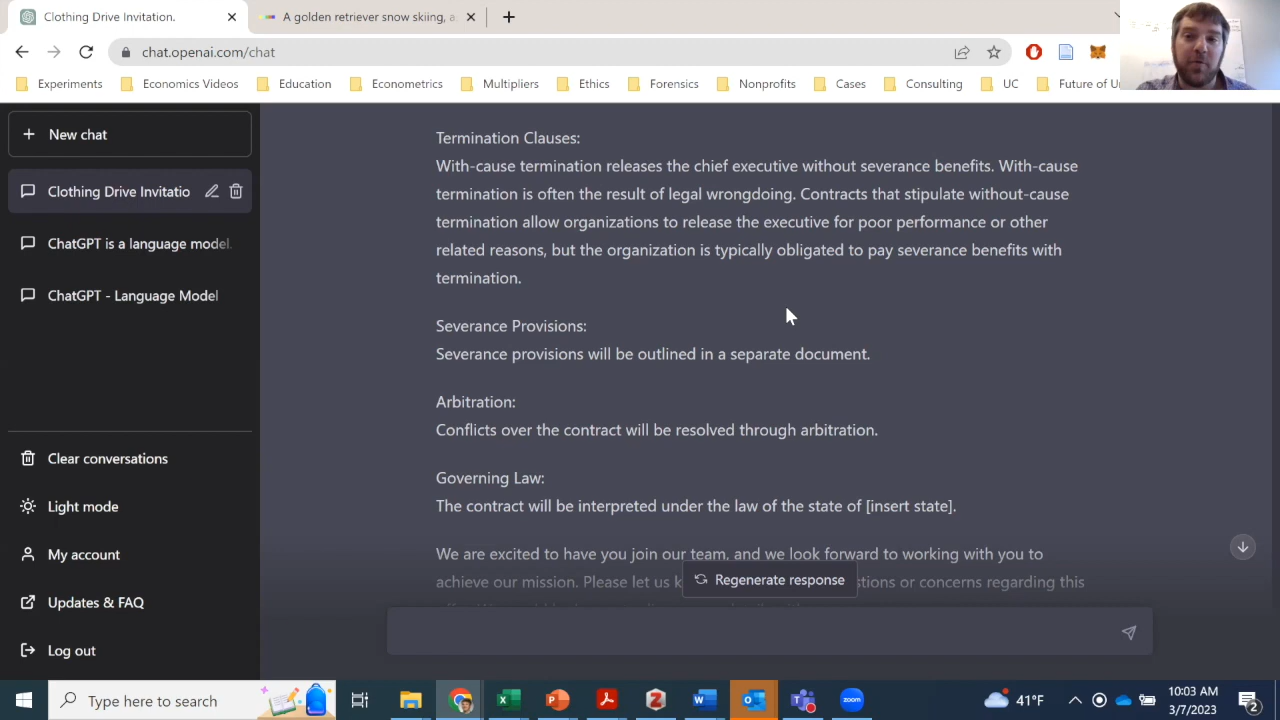 Clothing Drive Invitation.
A golden retriever snow skiing, a
chat.openai.com/chat
Experiments
Economics Videos
Education
Econometrics
Multipliers
Ethics
Forensics
Nonprofits
Cases
Consulting
UC
Future of
New chat
Clothing Drive Invitatio
ChatGPT is a language model.
ChatGPT - Language Model
Clear conversations
Light mode
My account
Updates & FAQ
Log out
Termination Clauses:
With-cause termination releases the chief executive without severance benefits. With-cause
termination is often the result of legal wrongdoing. Contracts that stipulate without-cause
termination allow organizations to release the executive for poor performance or other
related reasons, but the organization is typically obligated to pay severance benefits with
termination.
Severance Provisions:
Severance provisions will be outlined in a separate document.
Arbitration:
Conflicts over the contract will be resolved through arbitration.
Governing Law:
The contract will be interpreted under the law of the state of [insert state].
We are excited to have you join our team, and we look forward to working with you to
achieve our mission. Please let us k
stions or concerns regarding this
Regenerate response
Type here to search
41°F
10:03 AM
3/7/2023
2